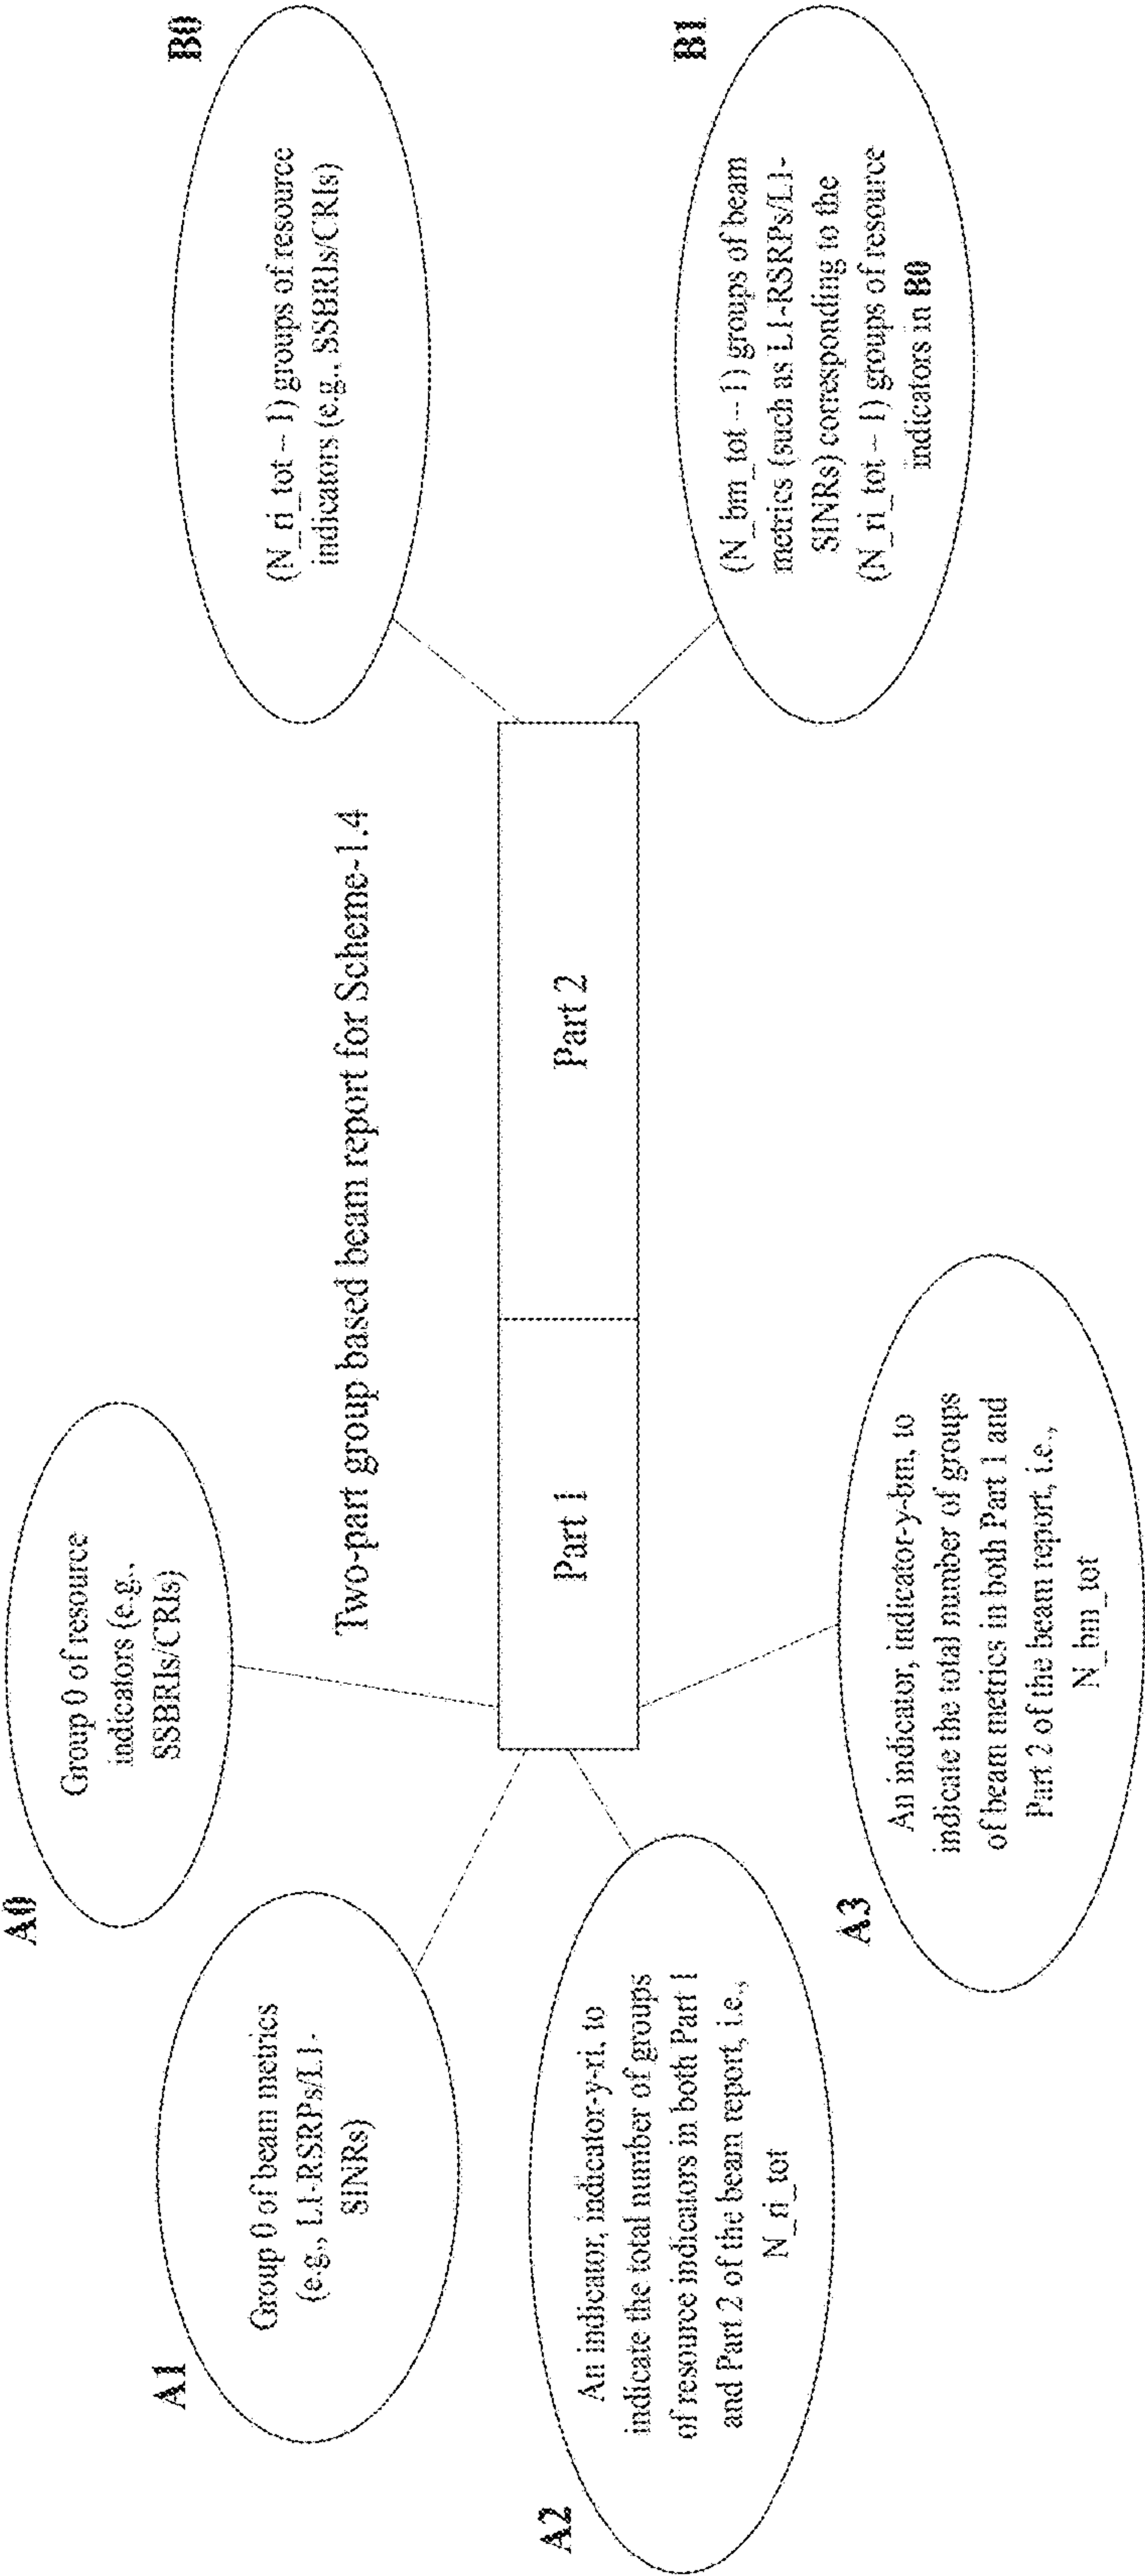 A0
Group 0 of resource
indicators (e.g.,
SSBRIs/CRIs)
A1
Group 0 of beam metrics
(e.g., L1-RSRPs/L1-
SINRs)
A2
An indicator, indicator-y-ri, to
indicate the total number of groups
of resource indicators in both Part 1
and Part 2 of the beam report, i.e.,
N_ri_tot
A3
An indicator, indicator-y-bm, to
indicate the total number of groups
of beam metrics in both Part 1 and
Part 2 of the beam report, i.e.,
N_bm_tot
Two-part group based beam report for Scheme-1.4
Part 1
Part 2
B0
(N_ri_tot – 1) groups of resource
indicators (e.g., SSBRIs/CRIs)
B1
(N_bm_tot – 1) groups of beam
metrics (such as L1-RSRPs/L1-
SINRs) corresponding to the
(N_ri_tot – 1) groups of resource
indicators in B0